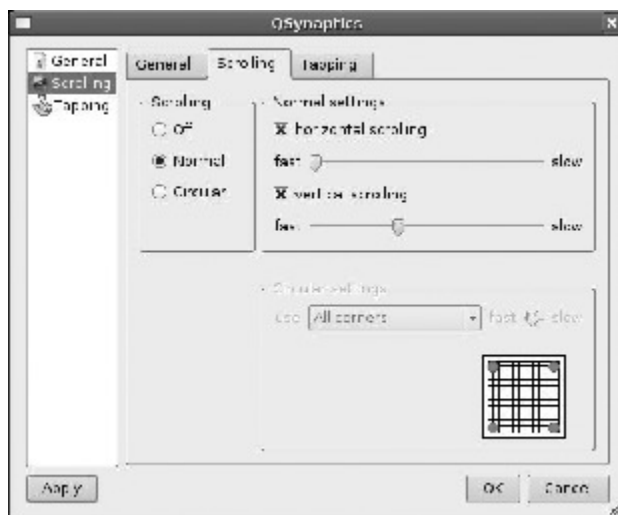 QSynaptics
General
Scrolling
Tapping
General Scrolling Tapping
Scrolling
Off
Normal
Circular
Normal settings
horizontal scrolling
fast slow
vertical scrolling
fast slow
Circular settings
use All corners fast slow
Apply OK Cancel